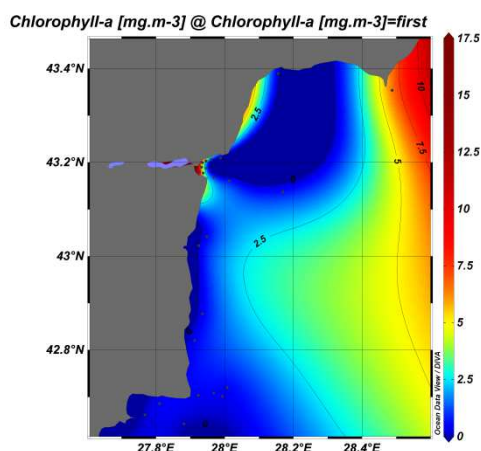 Chlorophyll-a [mg.m-3] @ Chlorophyll-a [mg.m-3]=first
17.5
43.4°N
15
10
2.5
12.5
7.5
43.2°N
5
10
2.5
43°N
7.5
5
42.8°N
2.5
Ocean Data View / DIVA
0
27.8°E 28°E 28.2°E 28.4°E